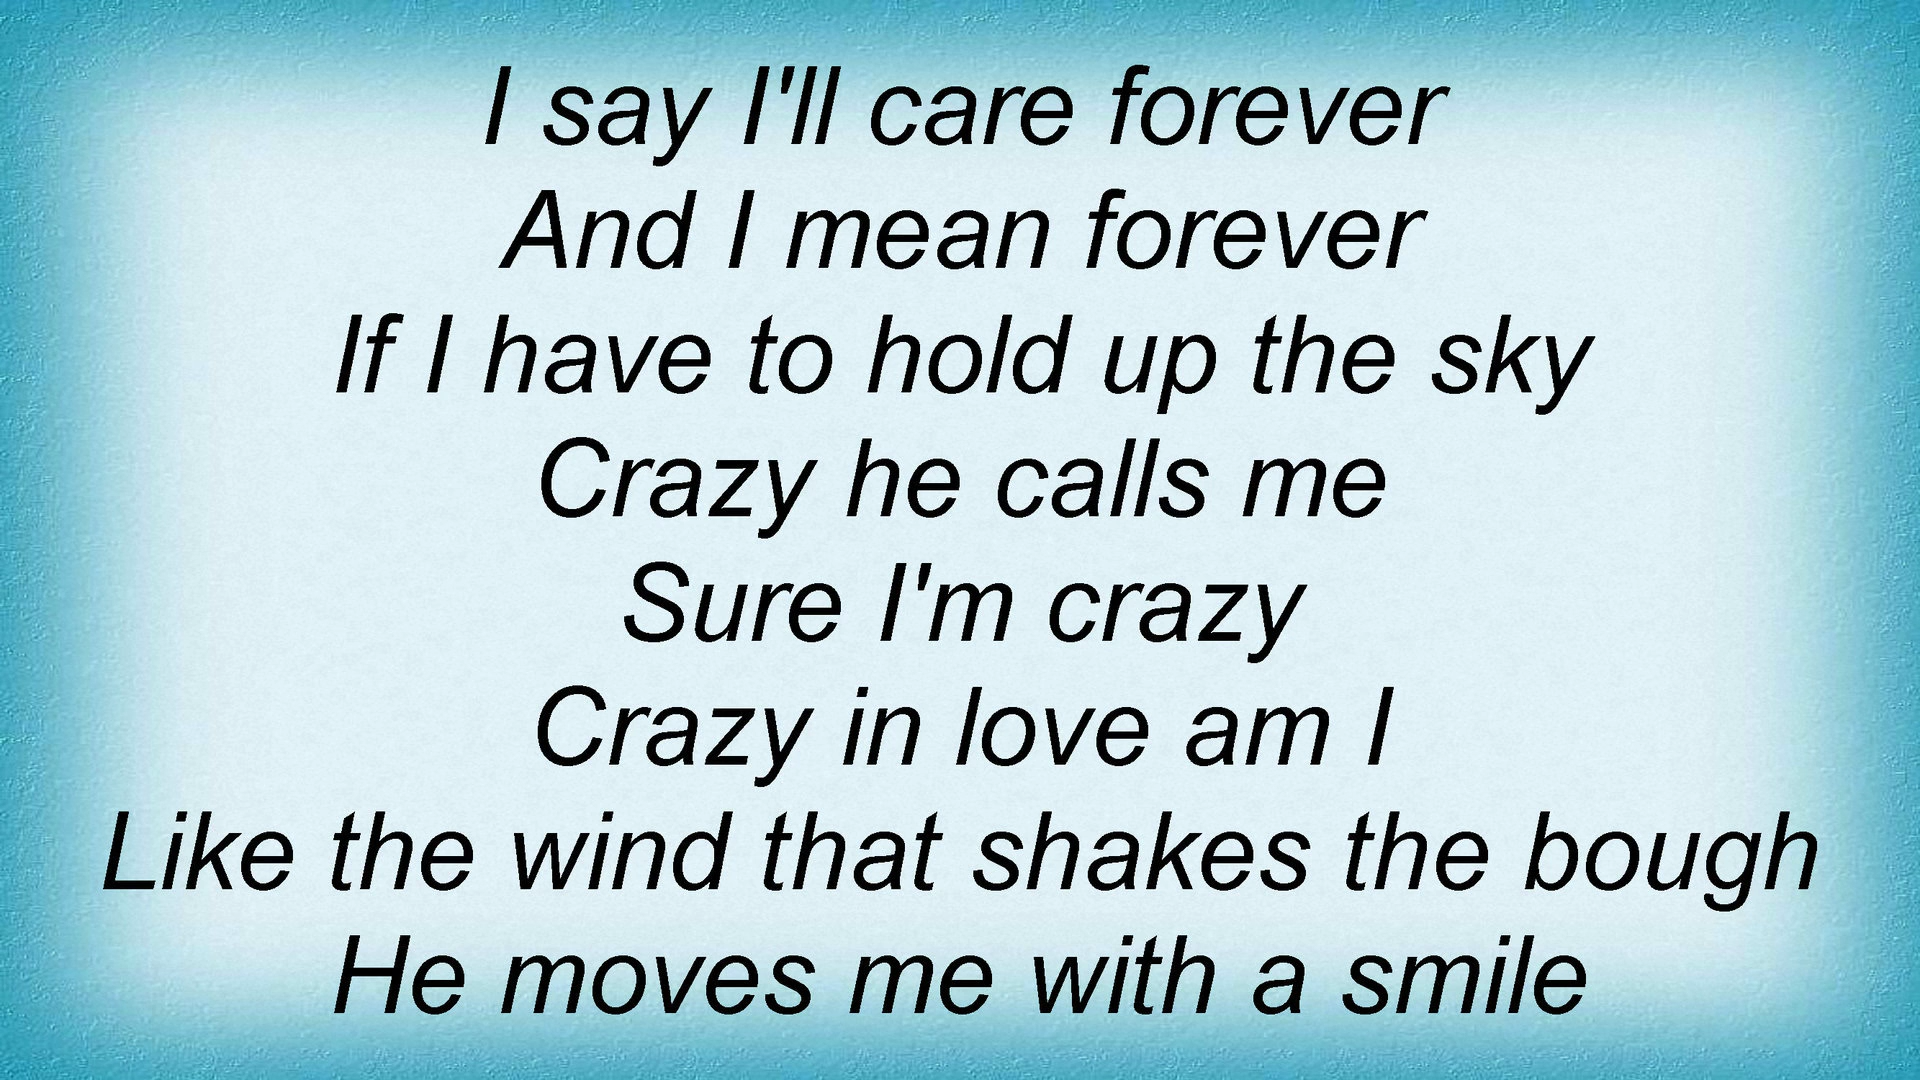 I say I'll care forever
And I mean forever
If I have to hold up the sky
Crazy he calls me
Sure I'm crazy
Crazy in love am I
Like the wind that shakes the bough
He moves me with a smile